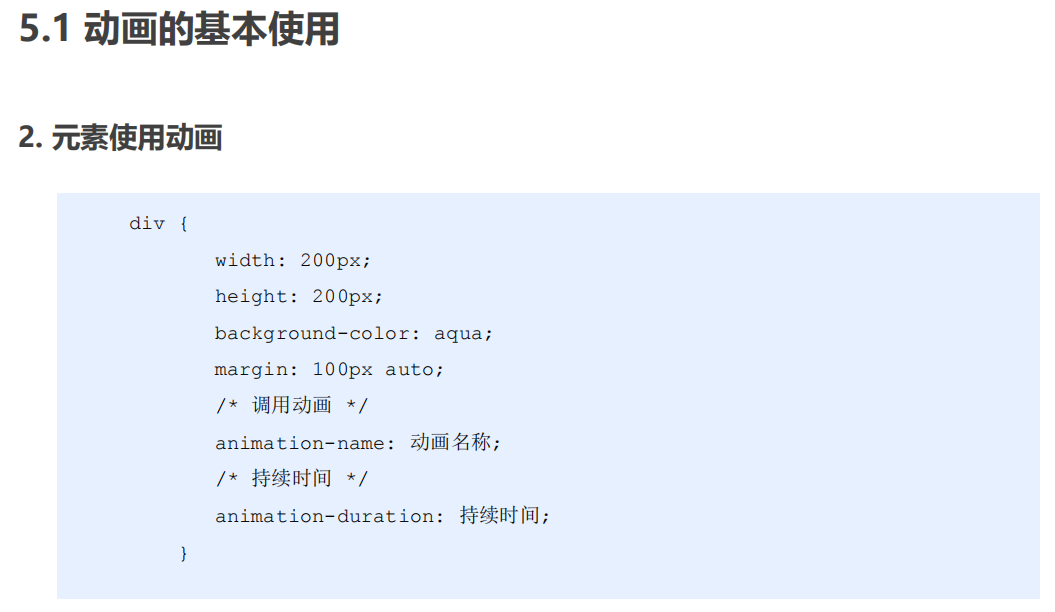 5.1 动画的基本使用
2. 元素使用动画
div {
width: 200px;
height: 200px;
background-color: aqua;
margin: 100px auto;
/* 调用动画 */
animation-name: 动画名称;
/* 持续时间 */
animation-duration: 持续时间;
}